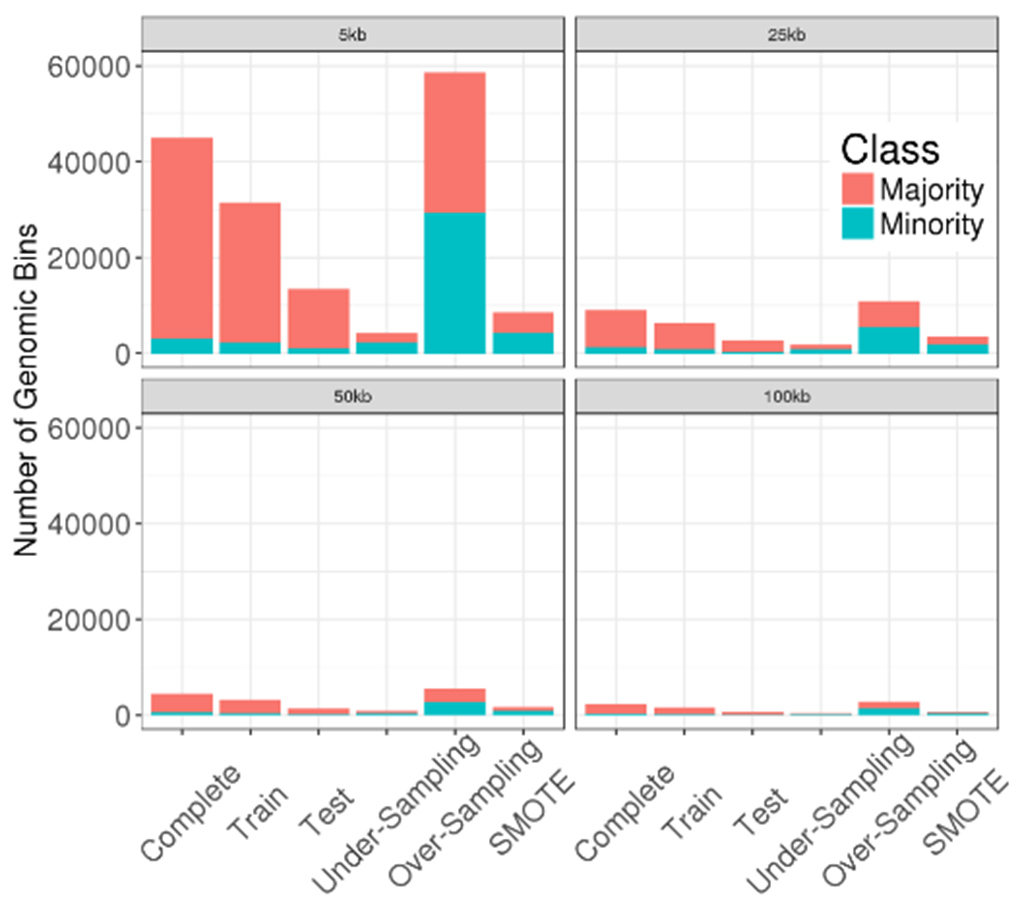 5kb
25kb
60000
40000
20000
0
Class
Majority
Minority
50kb
100kb
60000
40000
20000
0
Number of Genomic Bins
Complete
Train
Test
Under-Sampling
Over-Sampling
SMOTE
Complete
Train
Test
Under-Sampling
Over-Sampling
SMOTE